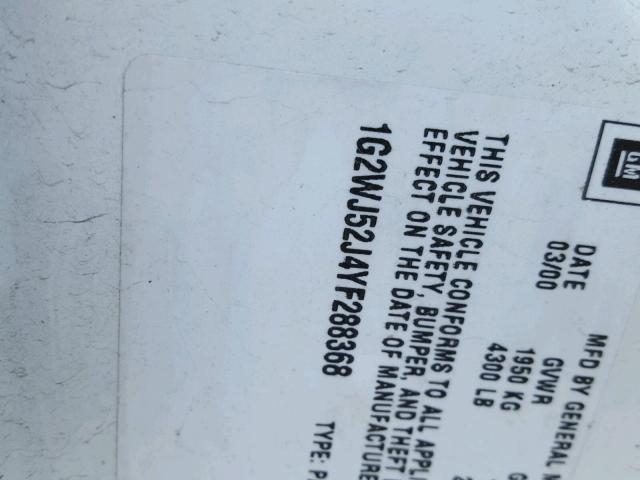 GM
MFD BY GENERAL
DATE GVWR
03/00 1950 KG
4300 LB
THIS VEHICLE CONFORMS TO ALL
VEHICLE SAFETY, BUMPER, AND THEFT
EFFECT ON THE DATE OF MANUFACTURE
1G2WJ52J4YF288368 TYPE: